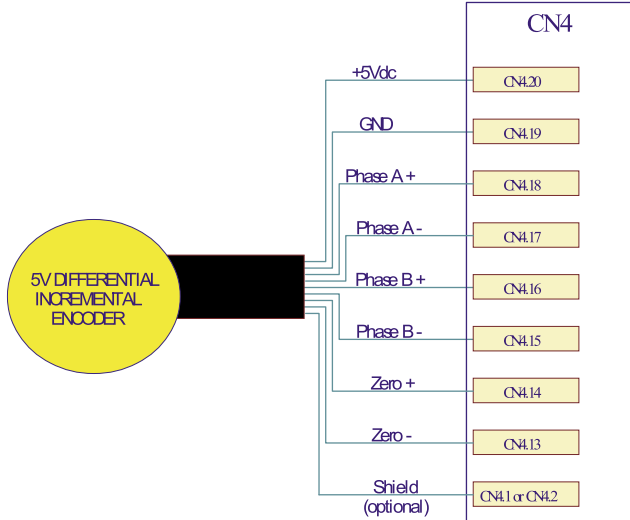 CN4
+5Vdc
CN4.20
GND
CN4.19
Phase A +
CN4.18
Phase A -
CN4.17
5V DIFFERENTIAL
INCREMENTAL
ENCODER
Phase B +
CN4.16
Phase B -
CN4.15
Zero +
CN4.14
Zero -
CN4.13
Shield
(optional)
CN4.1 or CN4.2